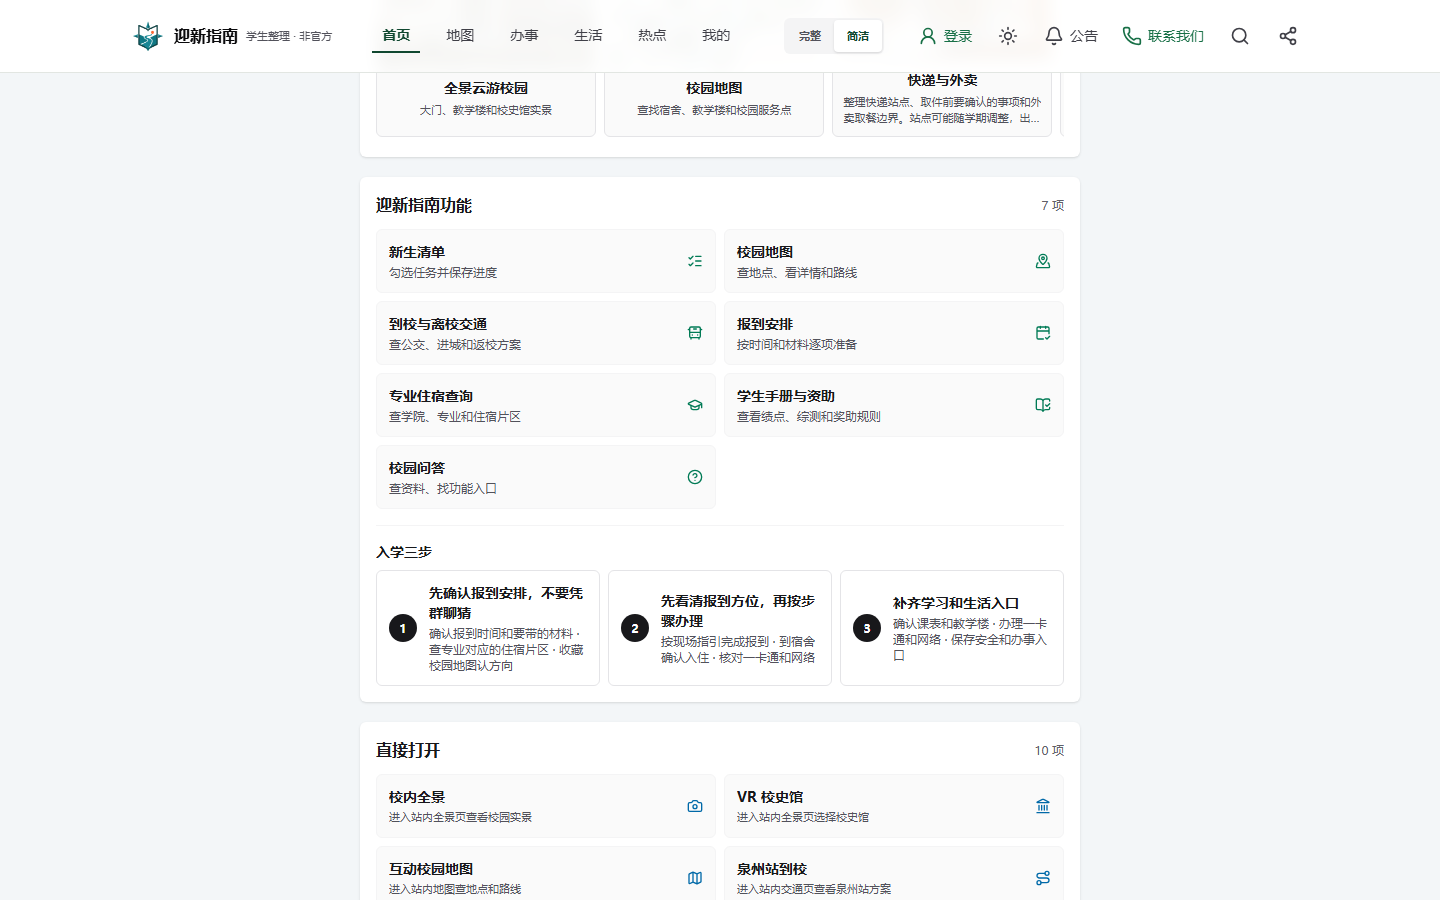 迎新指南 学生整理 · 非官方 首页 地图 办事 生活 热点 我的 完整 简洁 登录 公告 联系我们
全景云游校园
大门、教学楼和校史馆实景
校园地图
查找宿舍、教学楼和校园服务点
快递与外卖
整理快递站点、取件前要确认的事项和外
卖取餐边界。站点可能随学期调整，出...
迎新指南功能 7 项
新生清单
勾选任务并保存进度
校园地图
查地点、看详情和路线
到校与离校交通
查公交、进城和返校方案
报到安排
按时间和材料逐项准备
专业住宿查询
查学院、专业和住宿片区
学生手册与资助
查看绩点、综测和奖助规则
校园问答
查资料、找功能入口
入学三步
1
先确认报到安排，不要凭
群聊猜
确认报到时间和要带的材料 ·
查专业对应的住宿片区 · 收藏
校园地图认方向
2
先看清报到方位，再按步
骤办理
按现场指引完成报到 · 到宿舍
确认入住 · 核对一卡通和网络
3
补齐学习和生活入口
确认课表和教学楼 · 办理一卡
通和网络 · 保存安全和办事入
口
直接打开 10 项
校内全景
进入站内全景页查看校园实景
VR 校史馆
进入站内全景页选择校史馆
互动校园地图
进入站内地图查地点和路线
泉州站到校
进入站内交通页查看泉州站方案